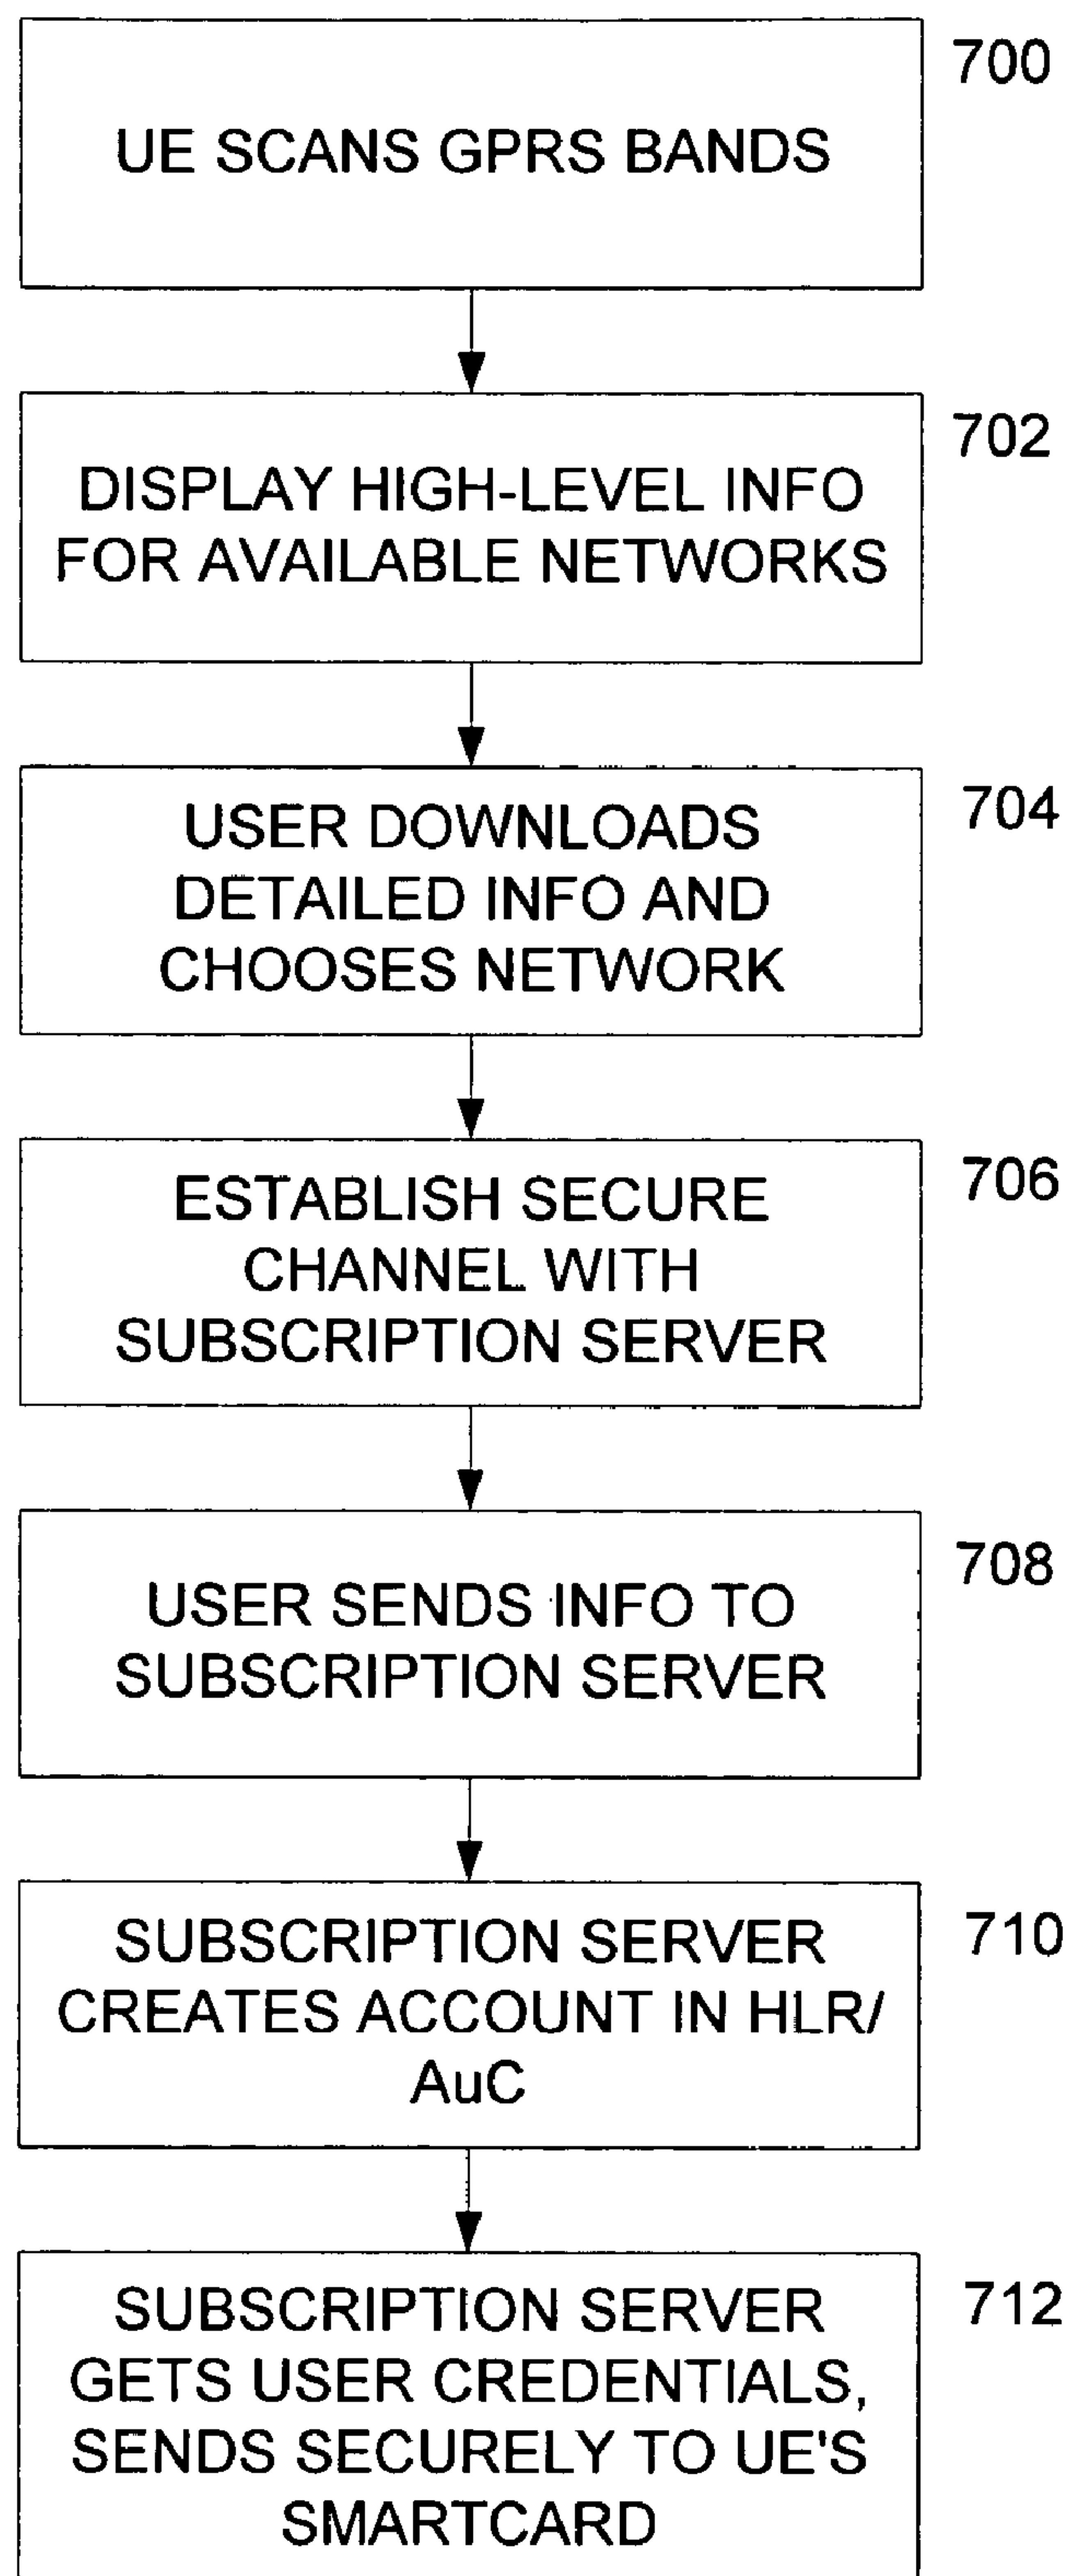 700
UE SCANS GPRS BANDS
702
DISPLAY HIGH-LEVEL INFO
FOR AVAILABLE NETWORKS
704
USER DOWNLOADS
DETAILED INFO AND
CHOOSES NETWORK
706
ESTABLISH SECURE
CHANNEL WITH
SUBSCRIPTION SERVER
708
USER SENDS INFO TO
SUBSCRIPTION SERVER
710
SUBSCRIPTION SERVER
CREATES ACCOUNT IN HLR/
AuC
712
SUBSCRIPTION SERVER
GETS USER CREDENTIALS,
SENDS SECURELY TO UE'S
SMARTCARD